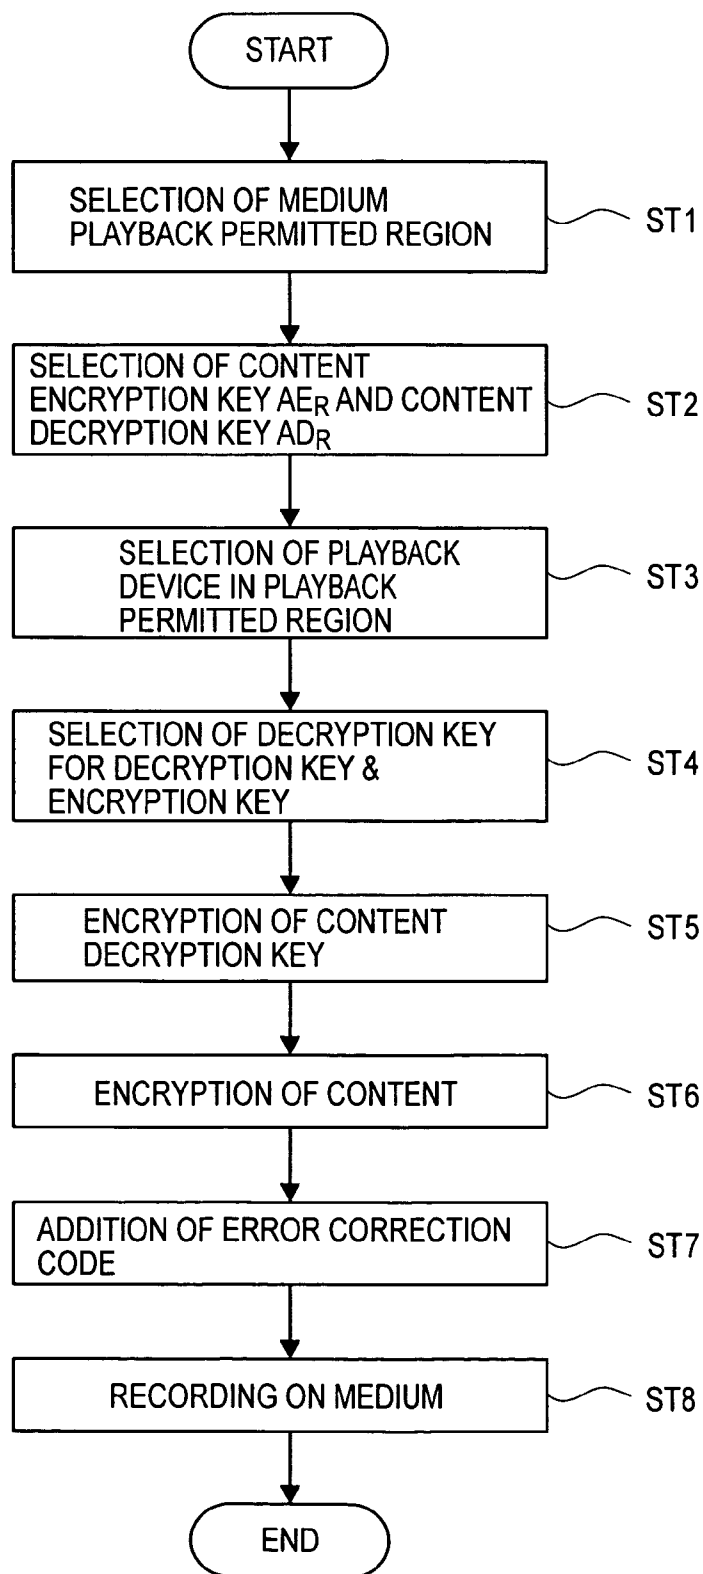 START
SELECTION OF MEDIUM
PLAYBACK PERMITTED REGION
ST1
SELECTION OF CONTENT
ENCRYPTION KEY AER AND CONTENT
DECRYPTION KEY ADR
ST2
SELECTION OF PLAYBACK
DEVICE IN PLAYBACK
PERMITTED REGION
ST3
SELECTION OF DECRYPTION KEY
FOR DECRYPTION KEY &
ENCRYPTION KEY
ST4
ENCRYPTION OF CONTENT
DECRYPTION KEY
ST5
ENCRYPTION OF CONTENT
ST6
ADDITION OF ERROR CORRECTION
CODE
ST7
RECORDING ON MEDIUM
ST8
END